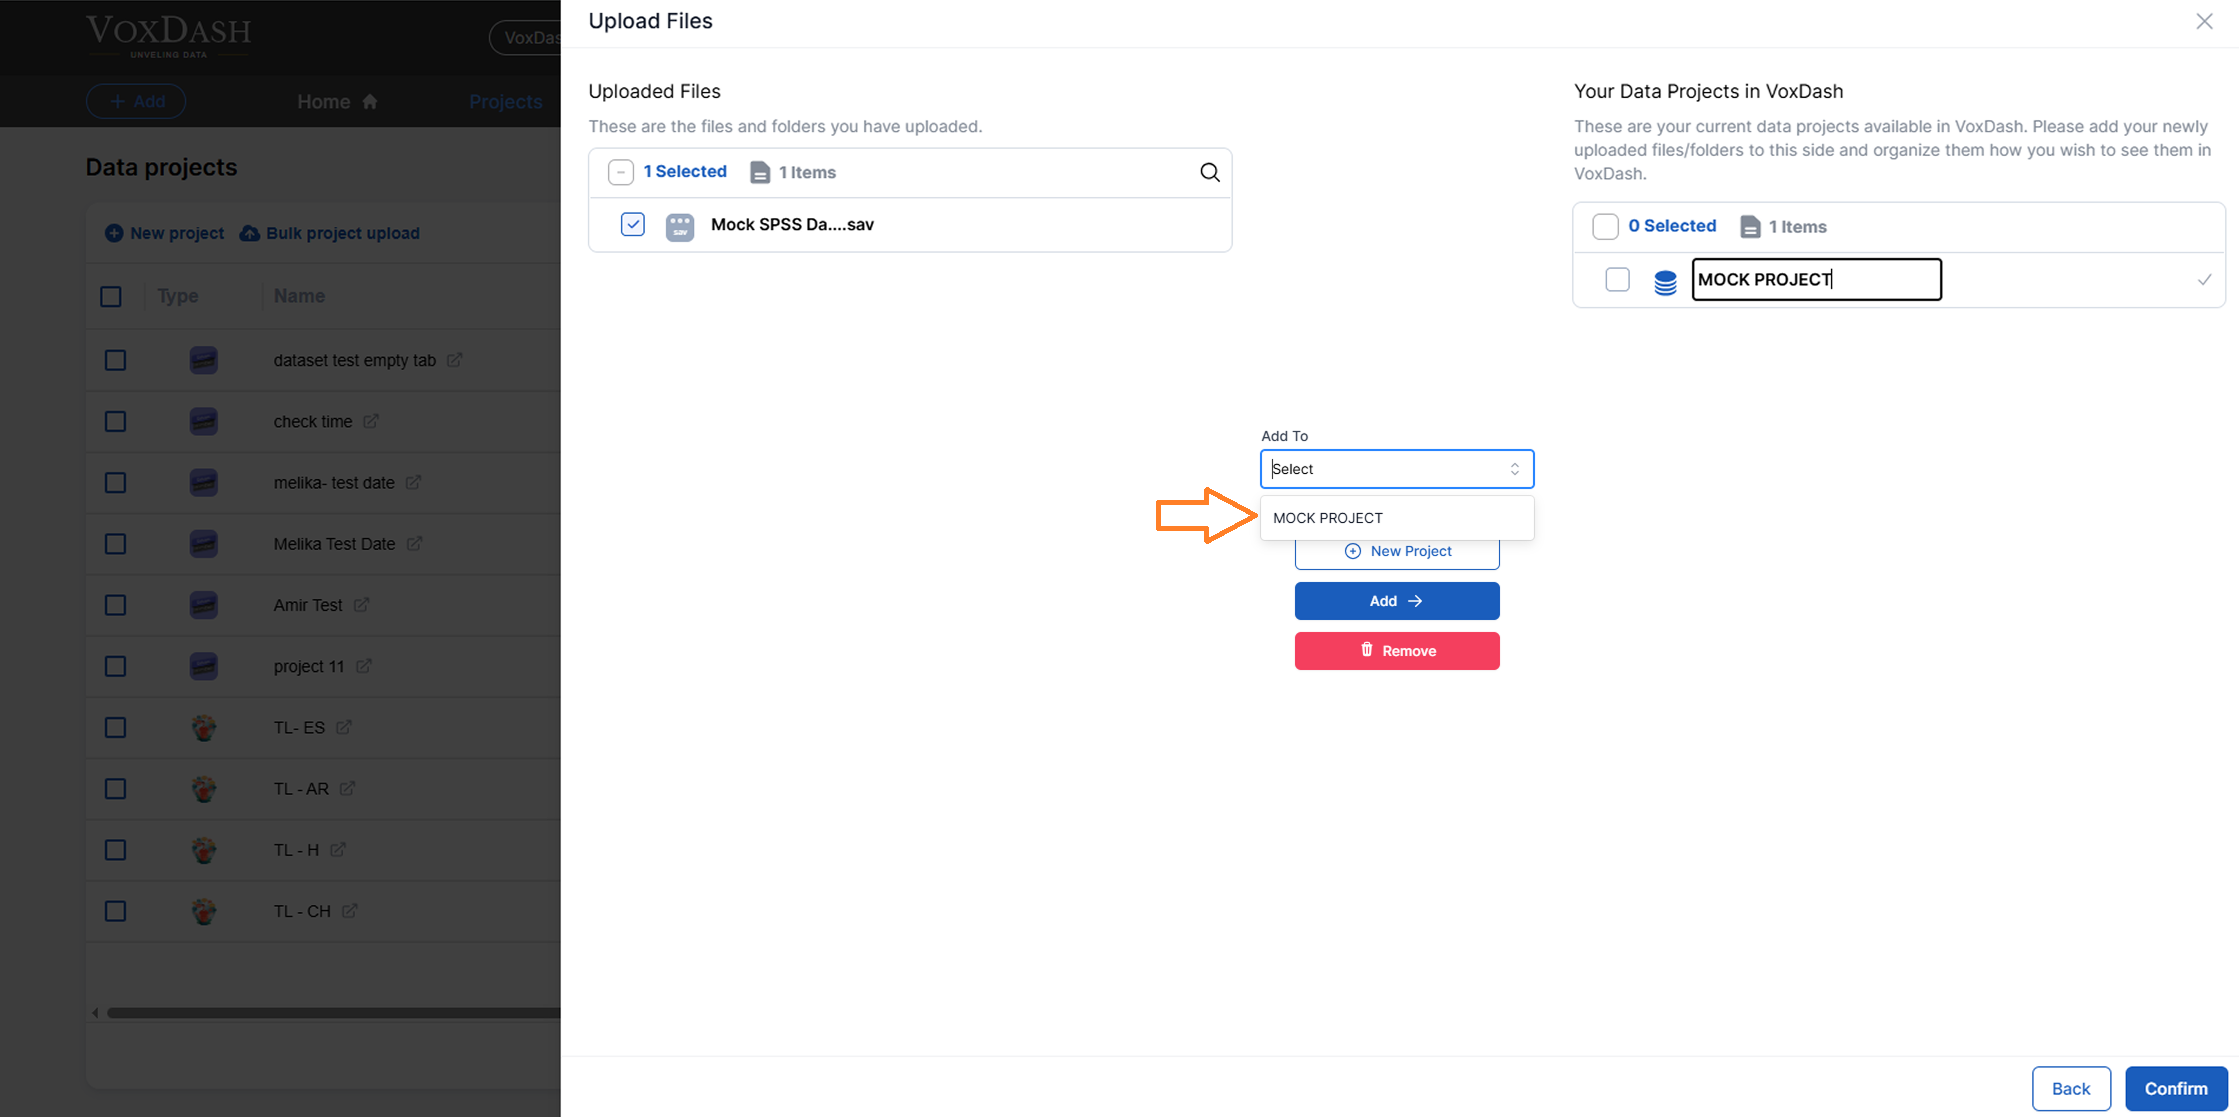 VOXDASH
UNVELING DATA
VoxDas
+ Add
Home
Projects
Data projects
New project
Bulk project upload
Type
Name
dataset test empty tab
check time
melika- test date
Melika Test Date
Amir Test
project 11
TL- ES
TL - AR
TL - H
TL - CH
Upload Files
Uploaded Files
These are the files and folders you have uploaded.
1 Selected
1 Items
sav
Mock SPSS Da....sav
Add To
Select
MOCK PROJECT
New Project
Add
Remove
Your Data Projects in VoxDash
These are your current data projects available in VoxDash. Please add your newly
uploaded files/folders to this side and organize them how you wish to see them in
VoxDash.
0 Selected
1 Items
MOCK PROJECT
Back
Confirm